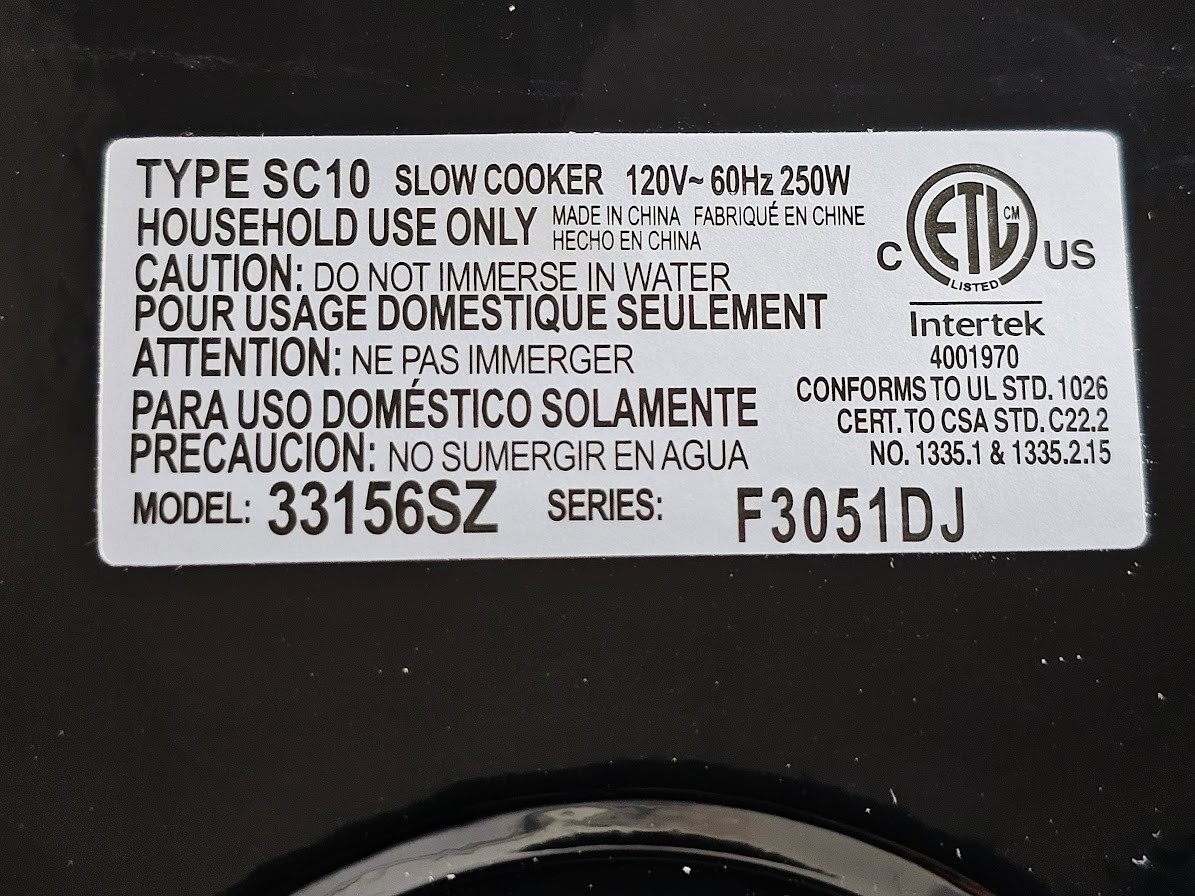 TYPE SC10 SLOW COOKER 120V~ 60Hz 250W
HOUSEHOLD USE ONLY MADE IN CHINA FABRIQUÉ EN CHINE
HECHO EN CHINA
CAUTION: DO NOT IMMERSE IN WATER
POUR USAGE DOMESTIQUE SEULEMENT
ATTENTION: NE PAS IMMERGER
PARA USO DOMÉSTICO SOLAMENTE
PRECAUCION: NO SUMERGIR EN AGUA
MODEL: 33156SZ SERIES: F3051DJ
C ETL CM US
LISTED
Intertek
4001970
CONFORMS TO UL STD. 1026
CERT. TO CSA STD. C22.2
NO. 1335.1 & 1335.2.15